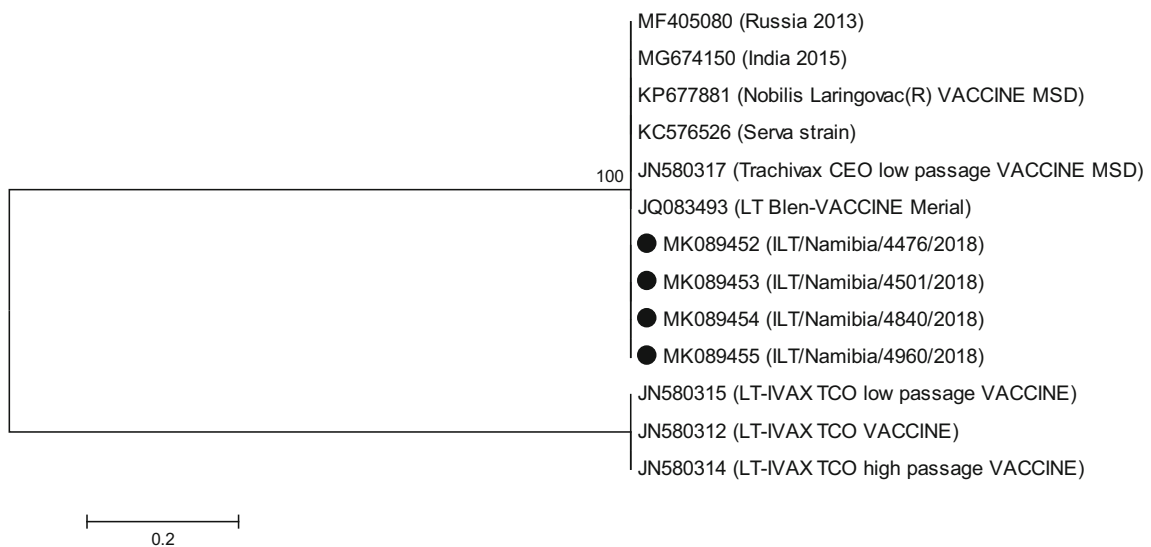 MF405080 (Russia 2013)
MG674150 (India 2015)
KP677881 (Nobilis Laringovac(R) VACCINE MSD)
KC576526 (Serva strain)
100
JN580317 (Trachivax CEO low passage VACCINE MSD)
JQ083493 (LT Blen-VACCINE Merial)
MK089452 (ILT/Namibia/4476/2018)
MK089453 (ILT/Namibia/4501/2018)
MK089454 (ILT/Namibia/4840/2018)
MK089455 (ILT/Namibia/4960/2018)
JN580315 (LT-IVAX TCO low passage VACCINE)
JN580312 (LT-IVAX TCO VACCINE)
JN580314 (LT-IVAX TCO high passage VACCINE)
0.2